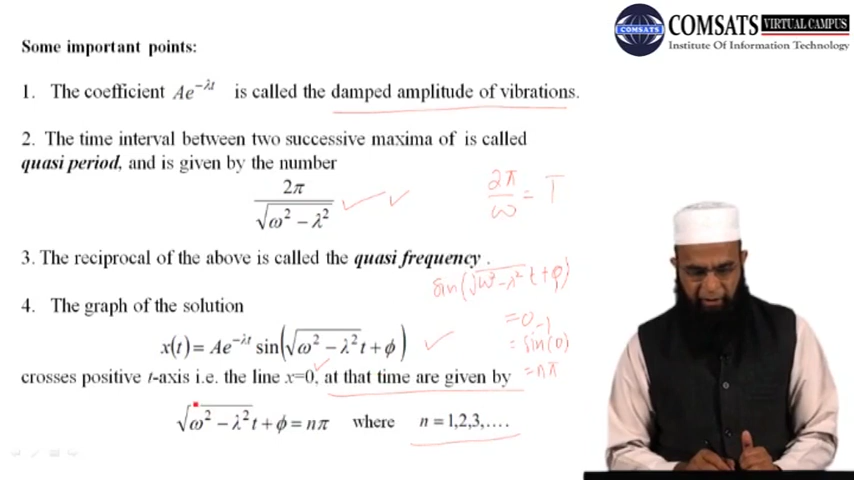 COMSATS VIRTUAL CAMPUS
Institute Of Information Technology
Some important points:
1. The coefficient Ae^{-λt} is called the damped amplitude of vibrations.
2. The time interval between two successive maxima of is called
quasi period, and is given by the number
2π / √(ω² − λ²)
2π/ω = T
3. The reciprocal of the above is called the quasi frequency .
sin(√(ω² − λ²) t + φ)
4. The graph of the solution
= 0
x(t) = Ae^{-λt} sin(√(ω² − λ²) t + φ)
= sin⁻¹(0)
crosses positive t-axis i.e. the line x=0, at that time are given by
= nπ
√(ω² − λ²) t + φ = nπ where n = 1,2,3,….